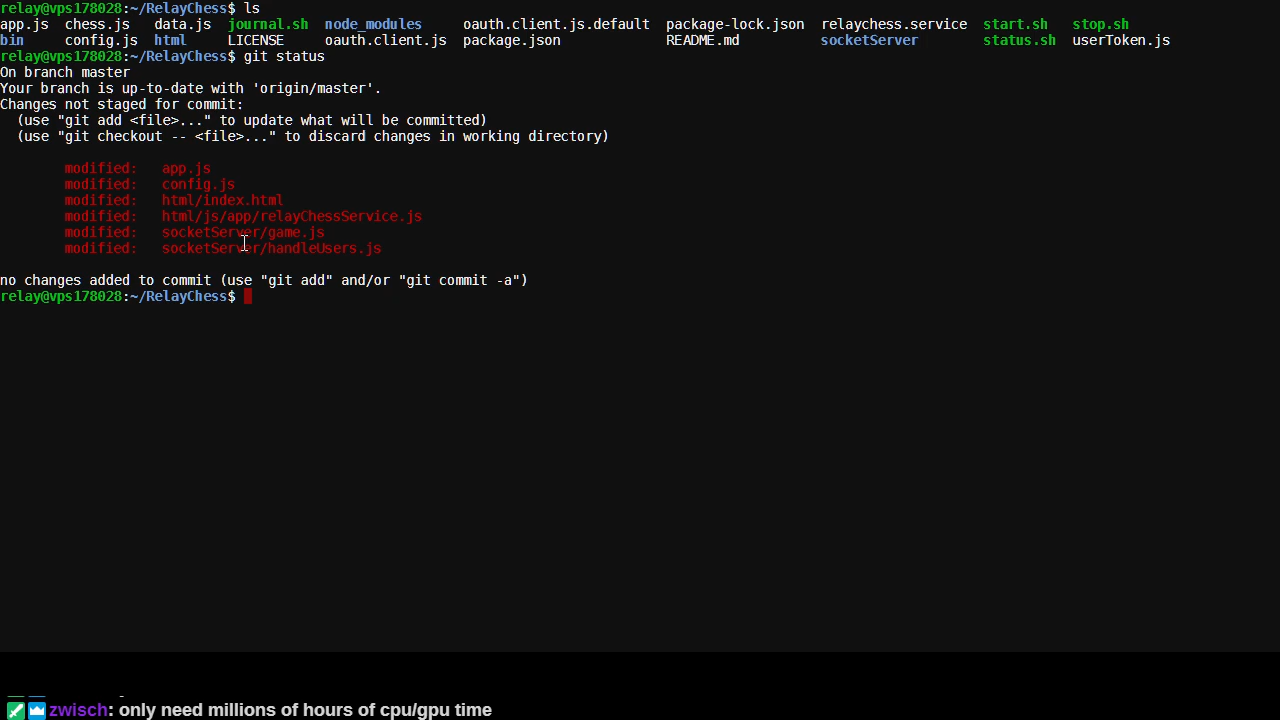 relay@vps178028:~/RelayChess$ ls
app.js  chess.js   data.js  journal.sh  node_modules     oauth.client.js.default  package-lock.json  relaychess.service  start.sh   stop.sh
bin     config.js  html     LICENSE     oauth.client.js  package.json             README.md          socketServer        status.sh  userToken.js
relay@vps178028:~/RelayChess$ git status
On branch master
Your branch is up-to-date with 'origin/master'.
Changes not staged for commit:
  (use "git add <file>..." to update what will be committed)
  (use "git checkout -- <file>..." to discard changes in working directory)
        modified:   app.js
        modified:   config.js
        modified:   html/index.html
        modified:   html/js/app/relayChessService.js
        modified:   socketServer/game.js
        modified:   socketServer/handleUsers.js
no changes added to commit (use "git add" and/or "git commit -a")
relay@vps178028:~/RelayChess$
zwisch: only need millions of hours of cpu/gpu time